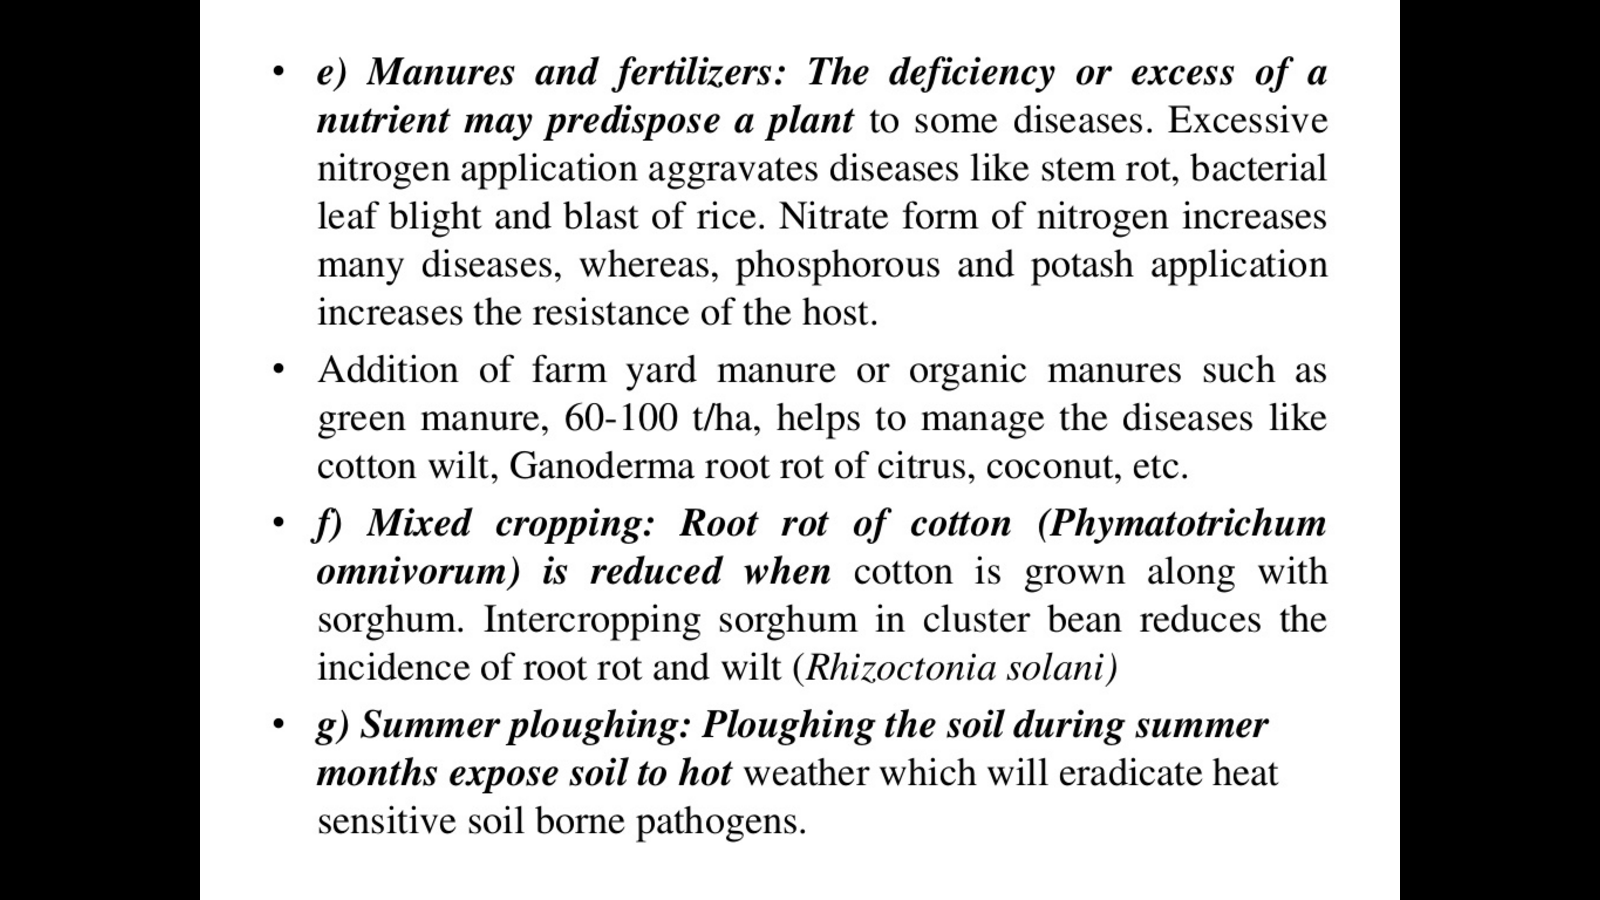 • e) Manures and fertilizers: The deficiency or excess of a
nutrient may predispose a plant to some diseases. Excessive
nitrogen application aggravates diseases like stem rot, bacterial
leaf blight and blast of rice. Nitrate form of nitrogen increases
many diseases, whereas, phosphorous and potash application
increases the resistance of the host.
• Addition of farm yard manure or organic manures such as
green manure, 60-100 t/ha, helps to manage the diseases like
cotton wilt, Ganoderma root rot of citrus, coconut, etc.
• f) Mixed cropping: Root rot of cotton (Phymatotrichum
omnivorum) is reduced when cotton is grown along with
sorghum. Intercropping sorghum in cluster bean reduces the
incidence of root rot and wilt (Rhizoctonia solani)
• g) Summer ploughing: Ploughing the soil during summer
months expose soil to hot weather which will eradicate heat
sensitive soil borne pathogens.